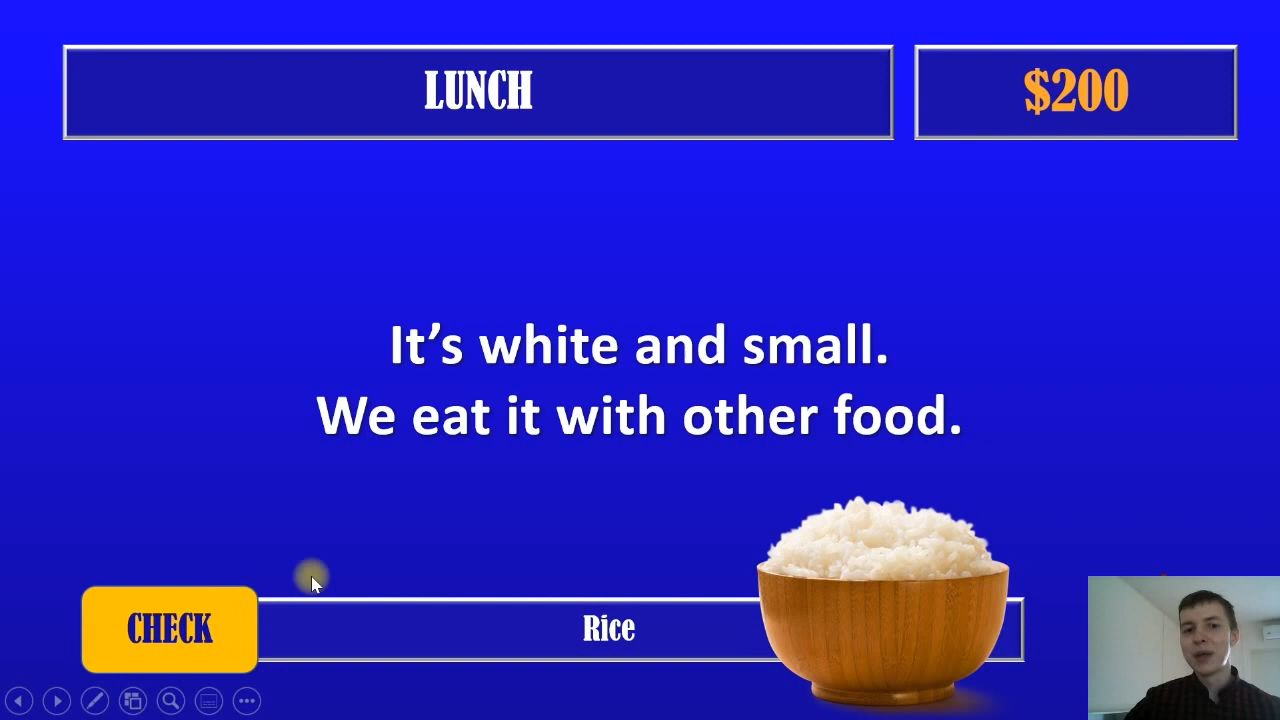 LUNCH
$200
It’s white and small.
We eat it with other food.
CHECK
Rice